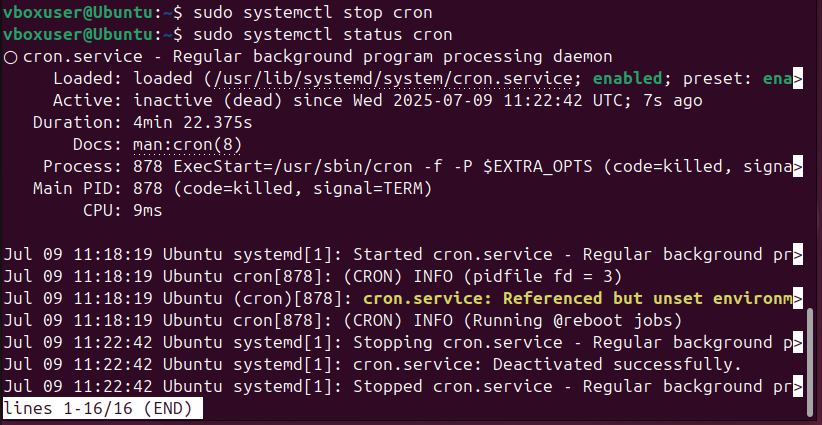 vboxuser@Ubuntu:~$ sudo systemctl stop cron
vboxuser@Ubuntu:~$ sudo systemctl status cron
○ cron.service - Regular background program processing daemon
     Loaded: loaded (/usr/lib/systemd/system/cron.service; enabled; preset: ena>
     Active: inactive (dead) since Wed 2025-07-09 11:22:42 UTC; 7s ago
   Duration: 4min 22.375s
       Docs: man:cron(8)
    Process: 878 ExecStart=/usr/sbin/cron -f -P $EXTRA_OPTS (code=killed, signa>
   Main PID: 878 (code=killed, signal=TERM)
        CPU: 9ms

Jul 09 11:18:19 Ubuntu systemd[1]: Started cron.service - Regular background pr>
Jul 09 11:18:19 Ubuntu cron[878]: (CRON) INFO (pidfile fd = 3)
Jul 09 11:18:19 Ubuntu (cron)[878]: cron.service: Referenced but unset environm>
Jul 09 11:18:19 Ubuntu cron[878]: (CRON) INFO (Running @reboot jobs)
Jul 09 11:22:42 Ubuntu systemd[1]: Stopping cron.service - Regular background p>
Jul 09 11:22:42 Ubuntu systemd[1]: cron.service: Deactivated successfully.
Jul 09 11:22:42 Ubuntu systemd[1]: Stopped cron.service - Regular background pr>
lines 1-16/16 (END)